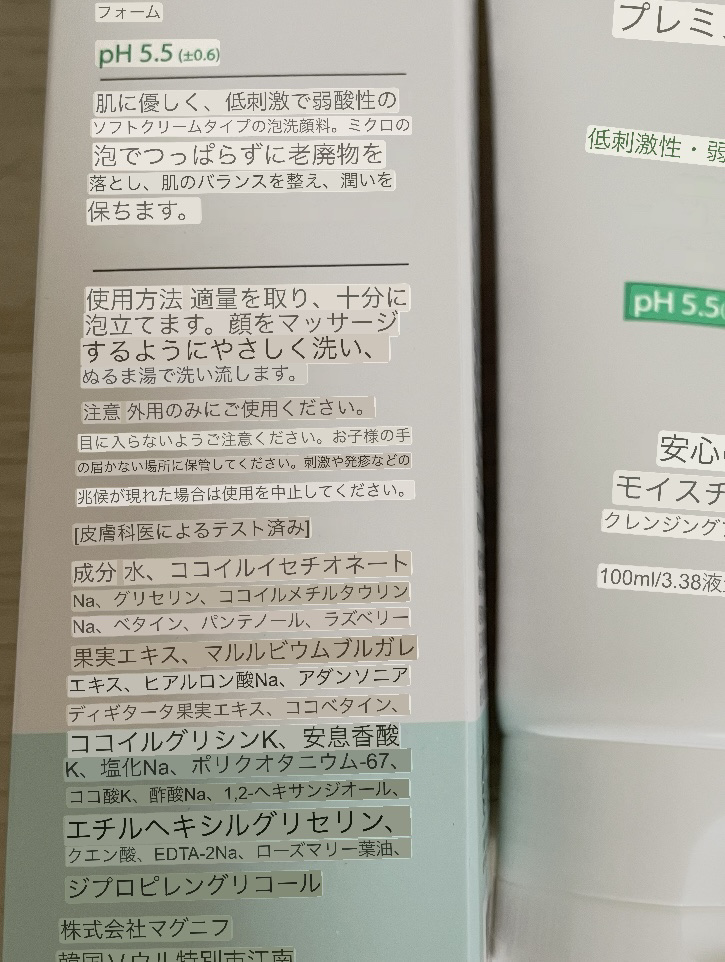 フォーム
pH 5.5 (±0.6)
肌に優しく、低刺激で弱酸性の
ソフトクリームタイプの泡洗顔料。ミクロの
泡でつっぱらずに老廃物を
落とし、肌のバランスを整え、潤いを
保ちます。
使用方法 適量を取り、十分に
泡立てます。顔をマッサージ
するようにやさしく洗い、
ぬるま湯で洗い流します。
注意 外用のみにご使用ください。
目に入らないようご注意ください。お子様の手
の届かない場所に保管してください。刺激や発疹などの
兆候が現れた場合は使用を中止してください。
[皮膚科医によるテスト済み]
成分 水、ココイルイセチオネート
Na、グリセリン、ココイルメチルタウリン
Na、ベタイン、パンテノール、ラズベリー
果実エキス、マルルビウムブルガレ
エキス、ヒアルロン酸Na、アダンソニア
ディギタータ果実エキス、ココベタイン、
ココイルグリシンK、安息香酸
K、塩化Na、ポリクオタニウム-67、
ココ酸K、酢酸Na、1,2-ヘキサンジオール、
エチルヘキシルグリセリン、
クエン酸、EDTA-2Na、ローズマリー葉油、
ジプロピレングリコール
株式会社マグニフ
韓国ソウル特別市江南
プレミ
低刺激性・弱
pH 5.5
安心
モイスチ
クレンジング
100ml/3.38液